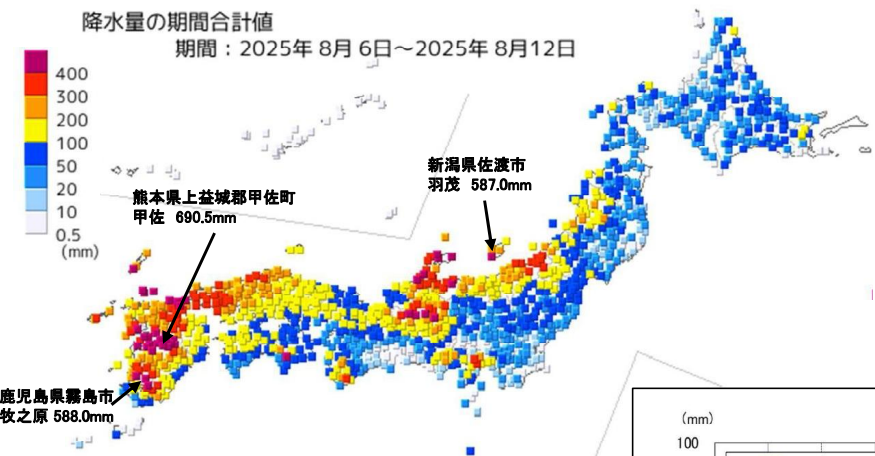 降水量の期間合計値
期間：2025年 8月 6日～2025年 8月12日
400
300
200
100
50
20
10
0.5
(mm)
新潟県佐渡市
羽茂 587.0mm
熊本県上益城郡甲佐町
甲佐 690.5mm
鹿児島県霧島市
牧之原 588.0mm
(mm)
100